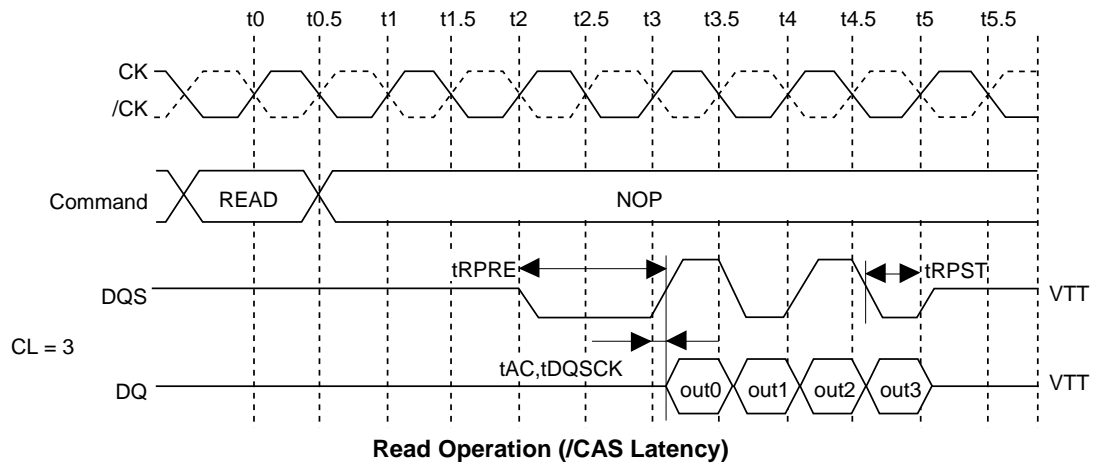 t0 t0.5 t1 t1.5 t2 t2.5 t3 t3.5 t4 t4.5 t5 t5.5
CK
/CK
Command READ NOP
tRPRE tRPST
DQS VTT
CL = 3
tAC,tDQSCK
DQ out0 out1 out2 out3 VTT
Read Operation (/CAS Latency)